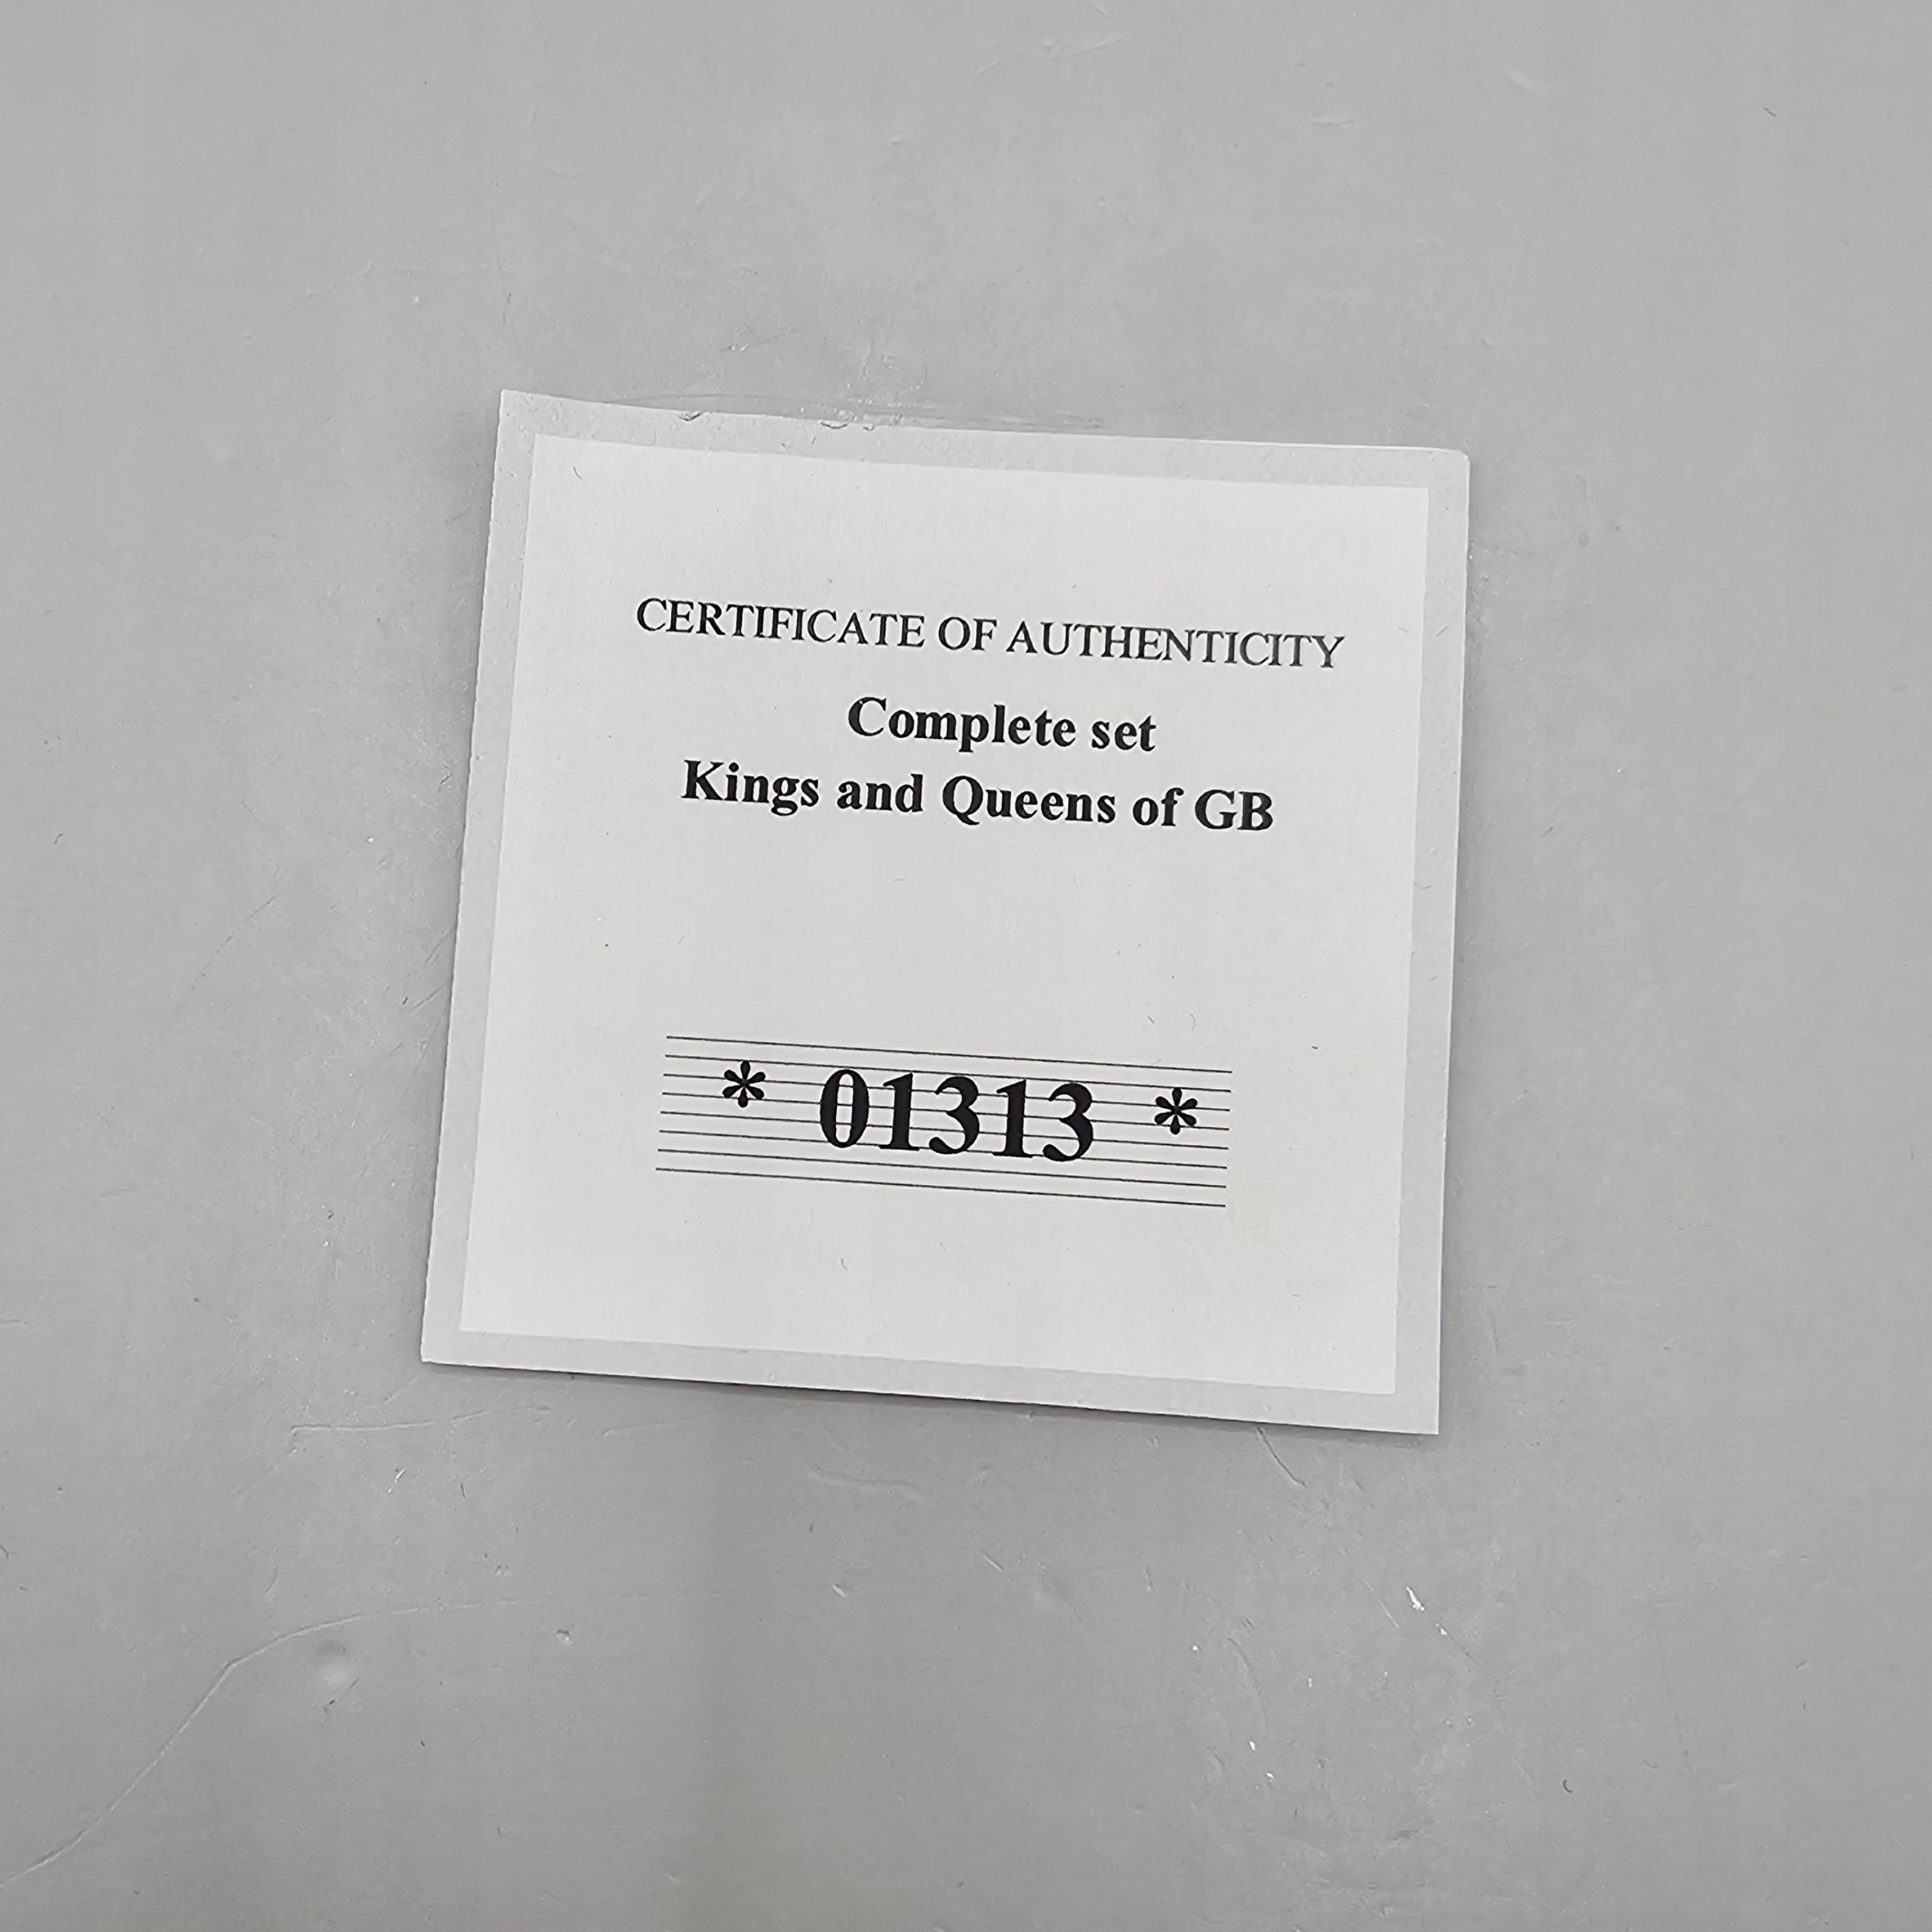 CERTIFICATE OF AUTHENTICITY
Complete set
Kings and Queens of GB
* 01313 *